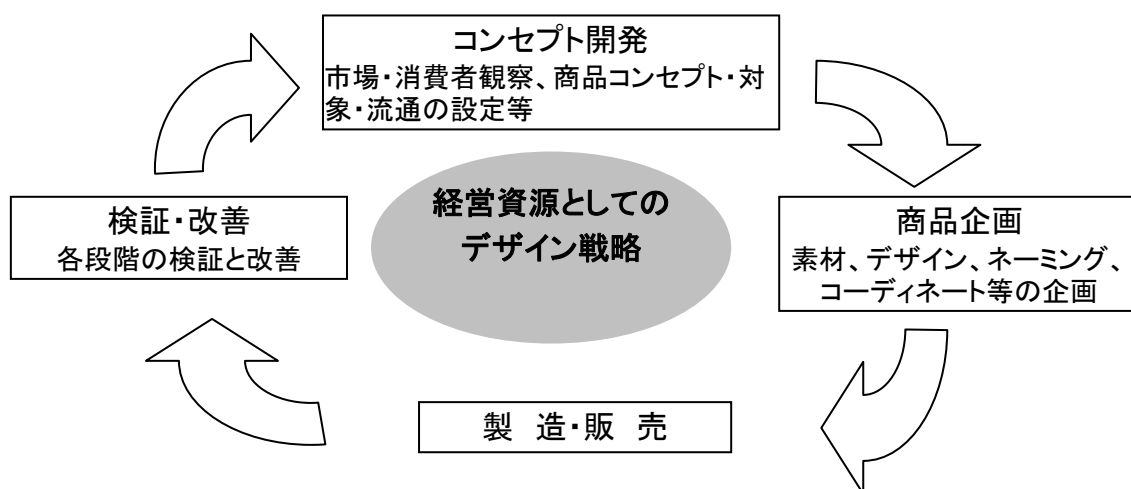 コンセプト開発
市場・消費者観察、商品コンセプト・対
象・流通の設定等
経営資源としての
デザイン戦略
検証・改善
各段階の検証と改善
商品企画
素材、デザイン、ネーミング、
コーディネート等の企画
製 造・販 売